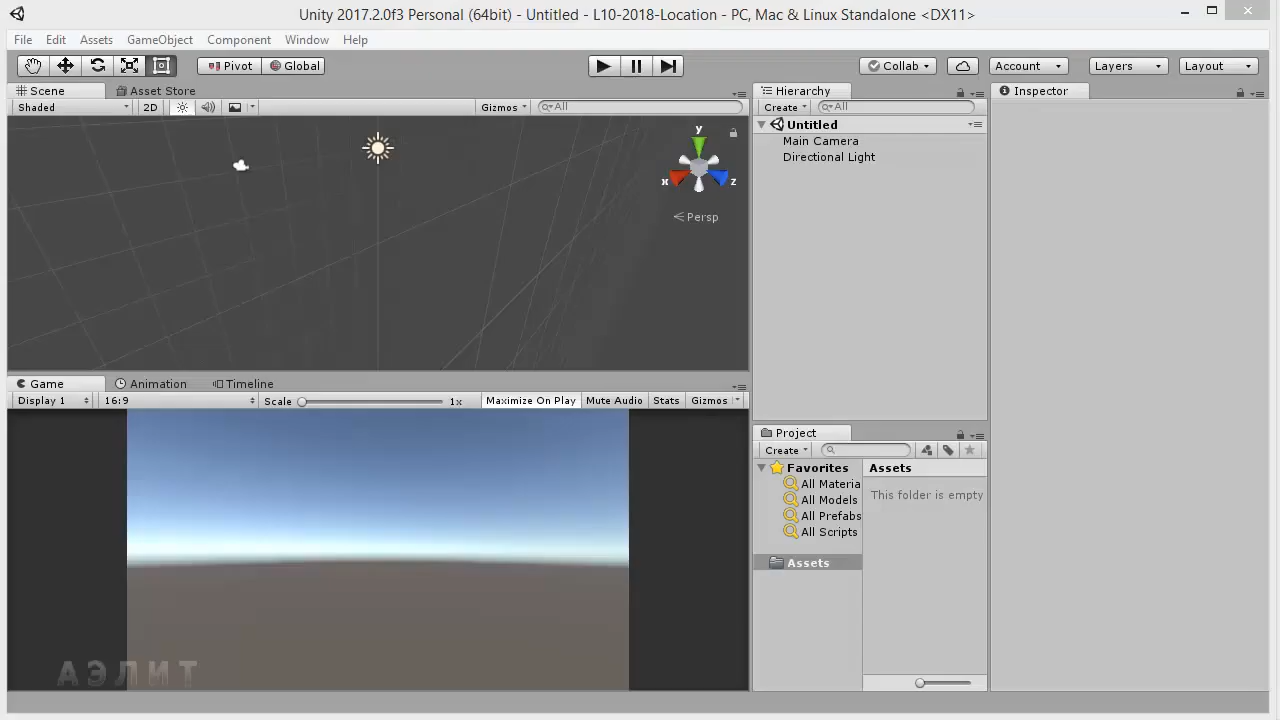 Unity 2017.2.0f3 Personal (64bit) - Untitled - L10-2018-Location - PC, Mac & Linux Standalone <DX11>
File Edit Assets GameObject Component Window Help
Pivot Global Collab Account Layers Layout
Scene Asset Store
Shaded 2D Gizmos All
y
x z
Persp
Hierarchy
Create All
Untitled
Main Camera
Directional Light
Inspector
Game Animation Timeline
Display 1 16:9 Scale 1x Maximize On Play Mute Audio Stats Gizmos
Project
Create
Favorites
All Materia
All Models
All Prefabs
All Scripts
Assets
Assets
This folder is empty
АЭЛИТ